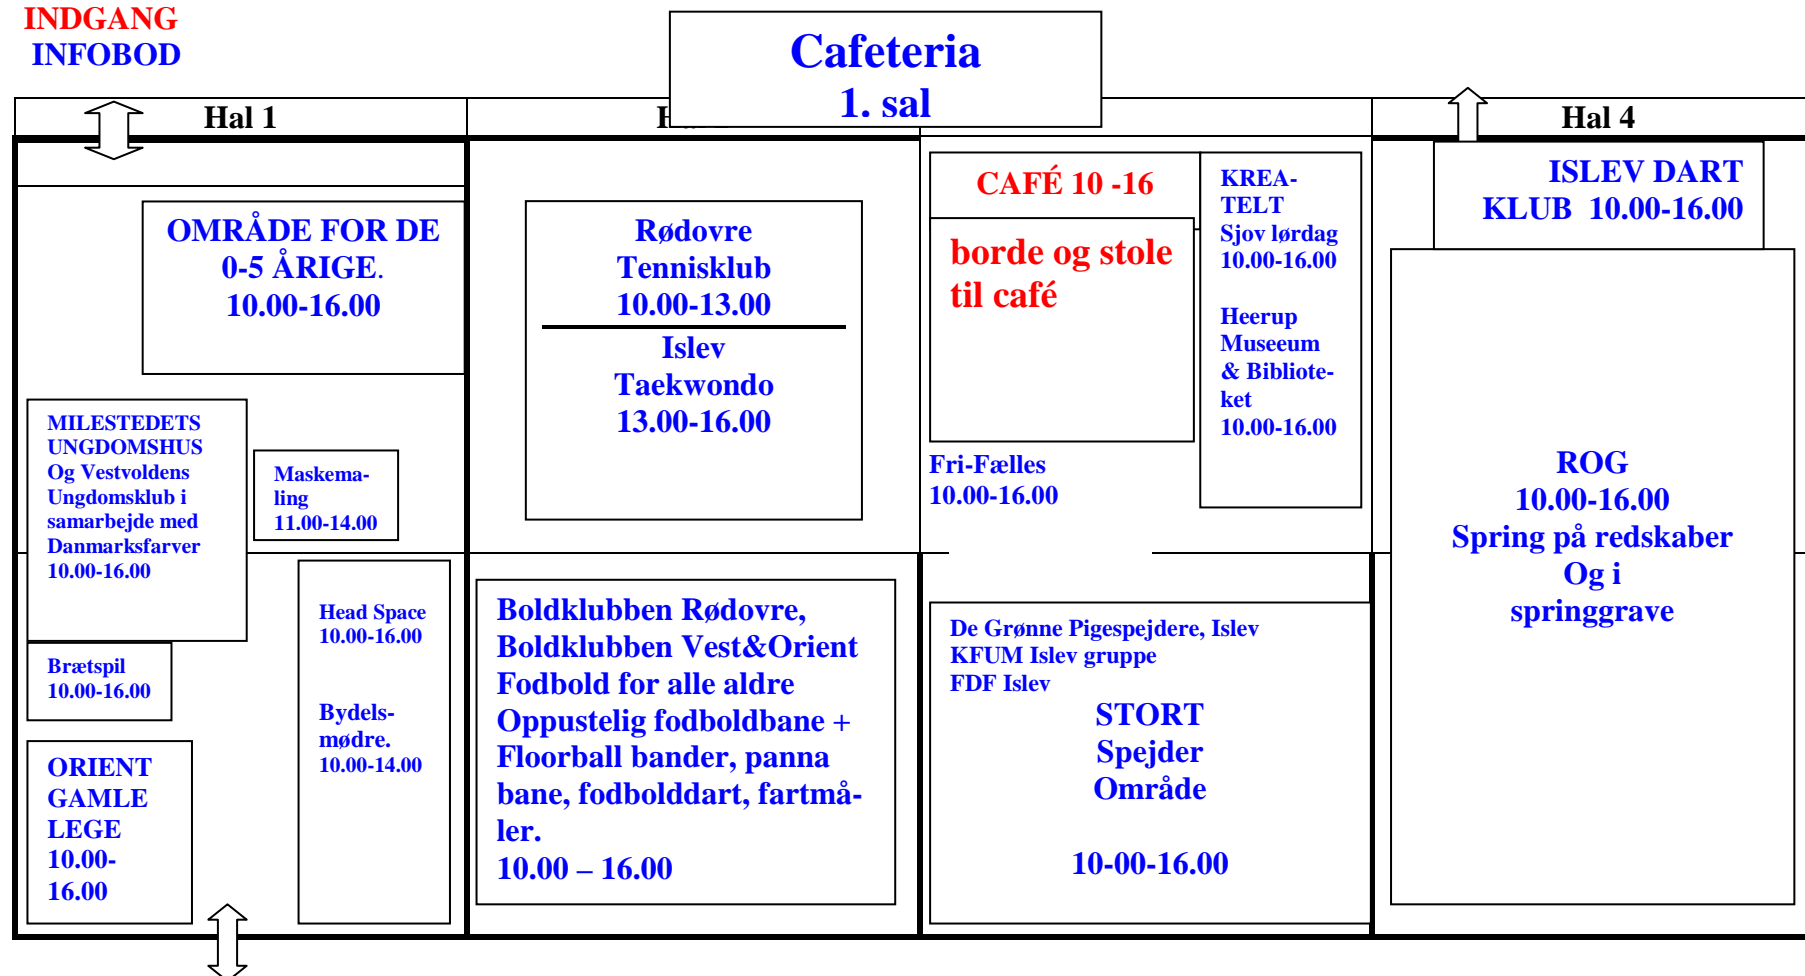 INDGANG
INFOBOD
Cafeteria
1. sal
Hal 1
Hal 4
OMRÅDE FOR DE
0-5 ÅRIGE.
10.00-16.00
MILESTEDETS
UNGDOMSHUS
Og Vestvoldens
Ungdomsklub i
samarbejde med
Danmarksfarver
10.00-16.00
Maskema-
ling
11.00-14.00
Brætspil
10.00-16.00
ORIENT
GAMLE
LEGE
10.00-
16.00
Head Space
10.00-16.00
Bydels-
mødre.
10.00-14.00
Rødovre
Tennisklub
10.00-13.00
Islev
Taekwondo
13.00-16.00
Boldklubben Rødovre,
Boldklubben Vest&Orient
Fodbold for alle aldre
Oppustelig fodboldbane +
Floorball bander, panna
bane, fodbolddart, fartmå-
ler.
10.00 – 16.00
CAFÉ 10 -16
borde og stole
til café
Fri-Fælles
10.00-16.00
KREA-
TELT
Sjov lørdag
10.00-16.00
Heerup
Museeum
& Bibliote-
ket
10.00-16.00
De Grønne Pigespejdere, Islev
KFUM Islev gruppe
FDF Islev
STORT
Spejder
Område
10-00-16.00
ISLEV DART
KLUB 10.00-16.00
ROG
10.00-16.00
Spring på redskaber
Og i
springgrave